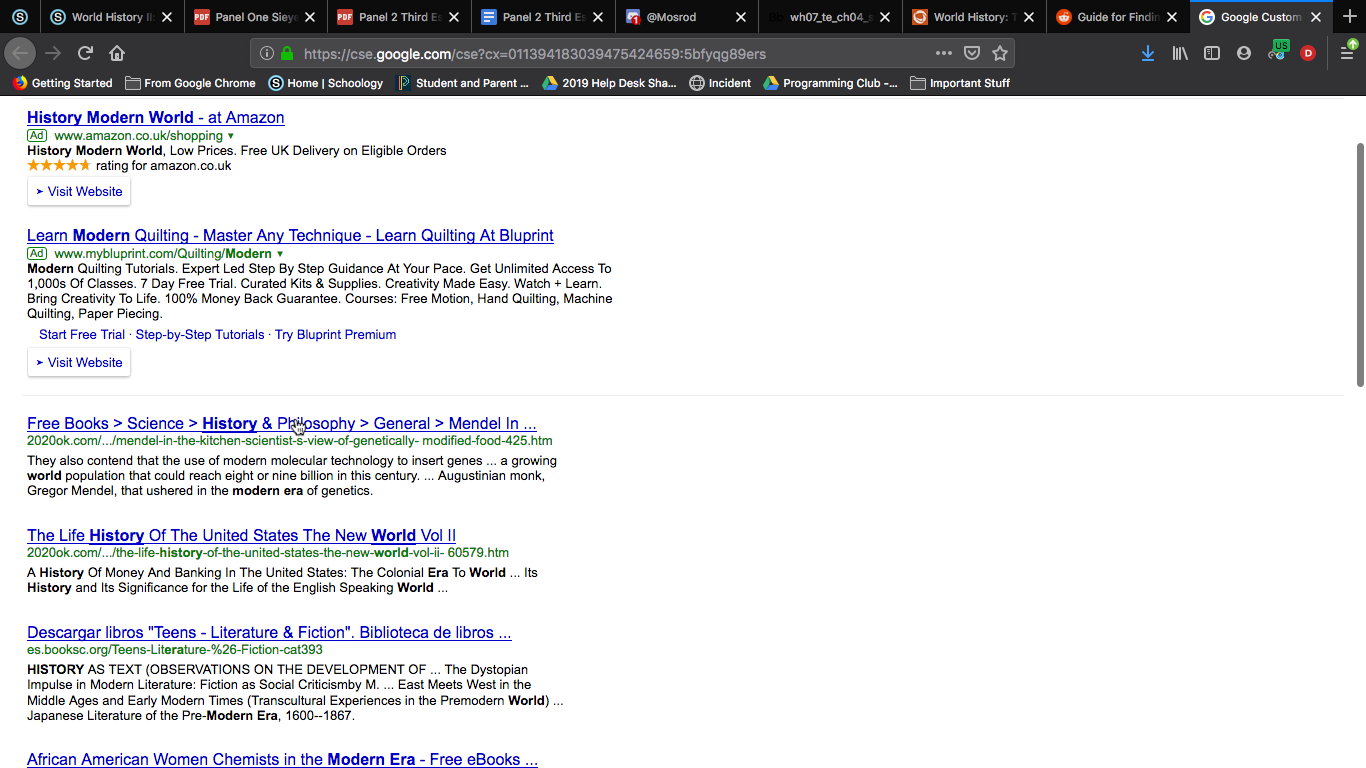 World History II:
Panel One Sieye
Panel 2 Third Es
Panel 2 Third Es
@Mosrod
wh07_te_ch04_s
World History: T
Guide for Findin
Google Custom
https://cse.google.com/cse?cx=011394183039475424659:5bfyqg89ers
US
D
Getting Started
From Google Chrome
Home | Schoology
Student and Parent ...
2019 Help Desk Sha...
Incident
Programming Club -...
Important Stuff
History Modern World - at Amazon
Ad www.amazon.co.uk/shopping ▼
History Modern World, Low Prices. Free UK Delivery on Eligible Orders
★★★★★ rating for amazon.co.uk
➤ Visit Website
Learn Modern Quilting - Master Any Technique - Learn Quilting At Bluprint
Ad www.mybluprint.com/Quilting/Modern ▼
Modern Quilting Tutorials. Expert Led Step By Step Guidance At Your Pace. Get Unlimited Access To
1,000s Of Classes. 7 Day Free Trial. Curated Kits & Supplies. Creativity Made Easy. Watch + Learn.
Bring Creativity To Life. 100% Money Back Guarantee. Courses: Free Motion, Hand Quilting, Machine
Quilting, Paper Piecing.
Start Free Trial · Step-by-Step Tutorials · Try Bluprint Premium
➤ Visit Website
Free Books > Science > History & Philosophy > General > Mendel In ...
2020ok.com/.../mendel-in-the-kitchen-scientist-s-view-of-genetically- modified-food-425.htm
They also contend that the use of modern molecular technology to insert genes ... a growing
world population that could reach eight or nine billion in this century. ... Augustinian monk,
Gregor Mendel, that ushered in the modern era of genetics.
The Life History Of The United States The New World Vol II
2020ok.com/.../the-life-history-of-the-united-states-the-new-world-vol-ii- 60579.htm
A History Of Money And Banking In The United States: The Colonial Era To World ... Its
History and Its Significance for the Life of the English Speaking World ...
Descargar libros "Teens - Literature & Fiction". Biblioteca de libros ...
es.booksc.org/Teens-Literature-%26-Fiction-cat393
HISTORY AS TEXT (OBSERVATIONS ON THE DEVELOPMENT OF ... The Dystopian
Impulse in Modern Literature: Fiction as Social Criticismby M. ... East Meets West in the
Middle Ages and Early Modern Times (Transcultural Experiences in the Premodern World) ...
Japanese Literature of the Pre-Modern Era, 1600--1867.
African American Women Chemists in the Modern Era - Free eBooks ...